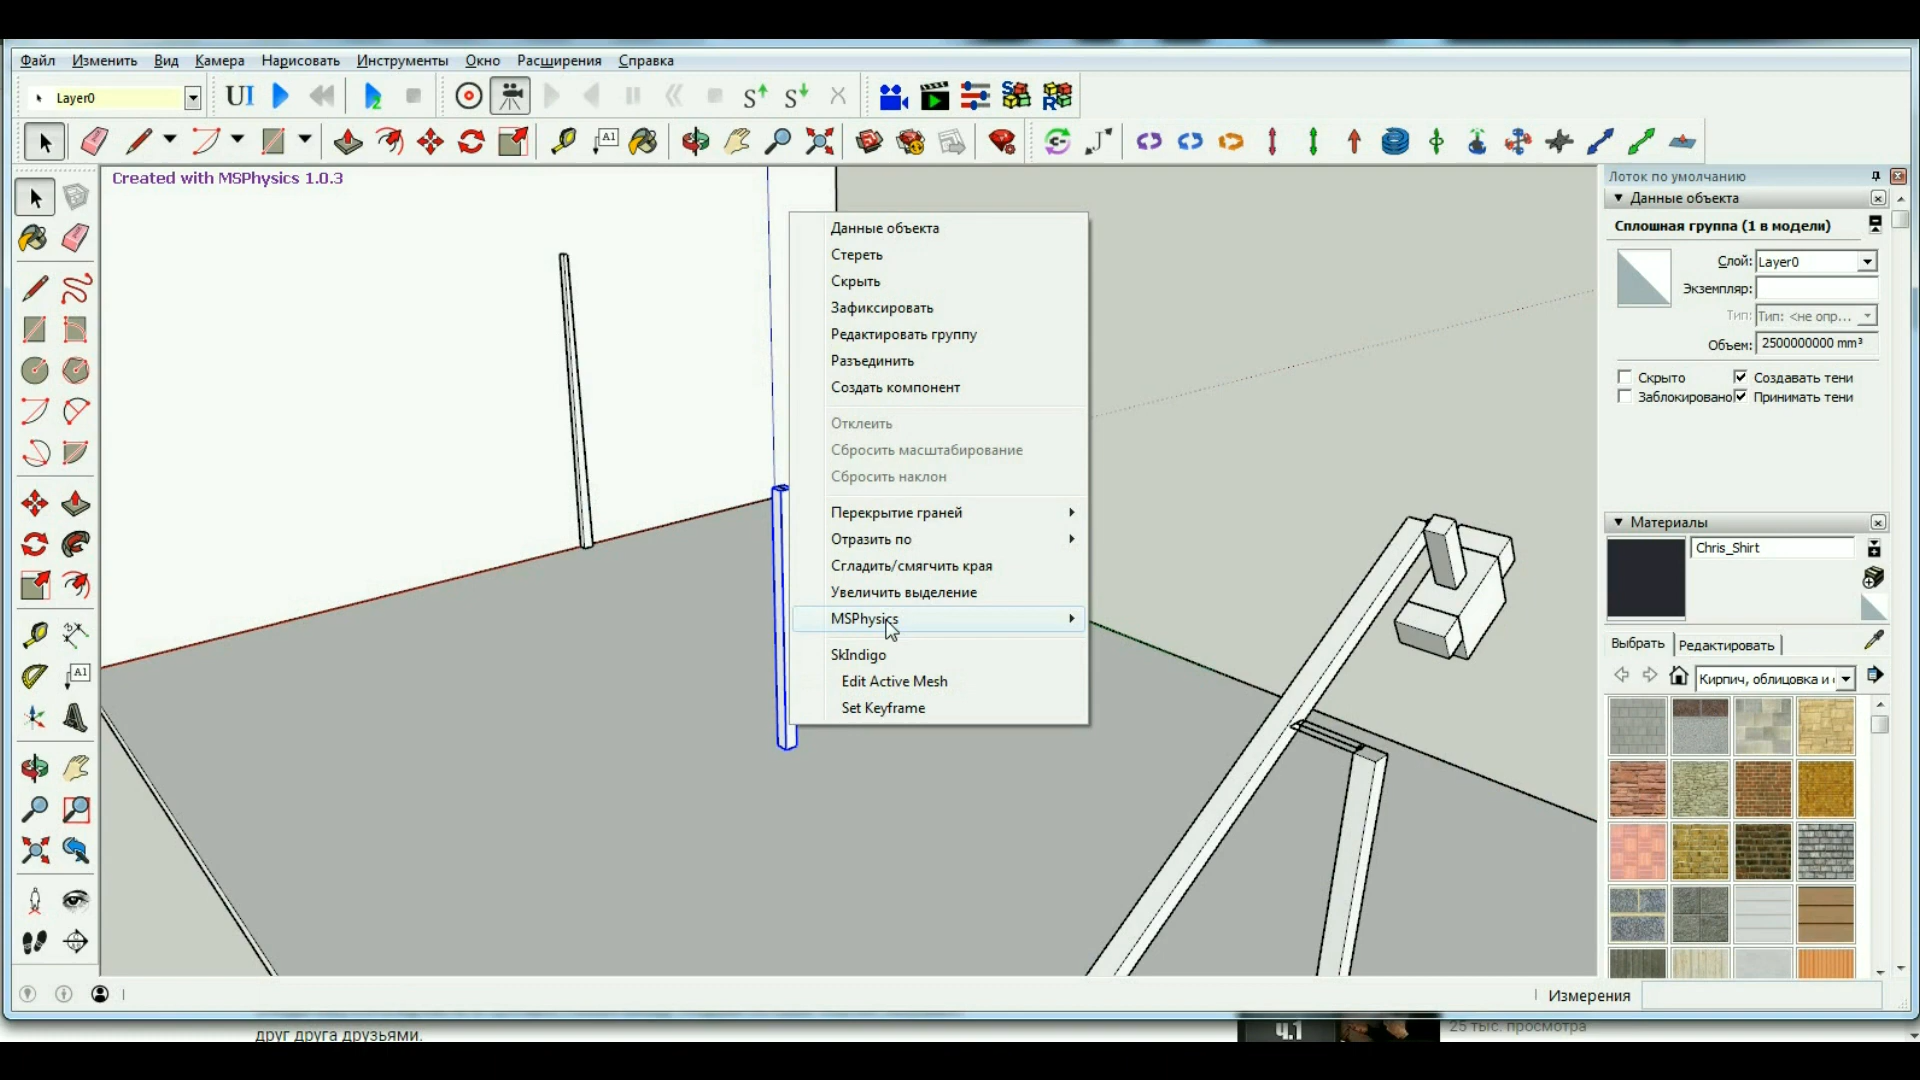 Файл Изменить Вид Камера Нарисовать Инструменты Окно Расширения Справка
Layer0
UI
2
S
S
A1
Created with MSPhysics 1.0.3
Данные объекта
Стереть
Скрыть
Зафиксировать
Редактировать группу
Разъединить
Создать компонент
Отклеить
Сбросить масштабирование
Сбросить наклон
Перекрытие граней
Отразить по
Сгладить/смягчить края
Увеличить выделение
MSPhysics
SkIndigo
Edit Active Mesh
Set Keyframe
A1
Лоток по умолчанию
Данные объекта
Сплошная группа (1 в модели)
Слой: Layer0
Экземпляр:
Тип: Тип: <не опр...
Объем: 2500000000 mm³
Скрыто Создавать тени
Заблокировано Принимать тени
Материалы
Chris_Shirt
Выбрать Редактировать
Кирпич, облицовка и
Измерения
друг друга друзьями.
ч.1
25 тыс. просмотра